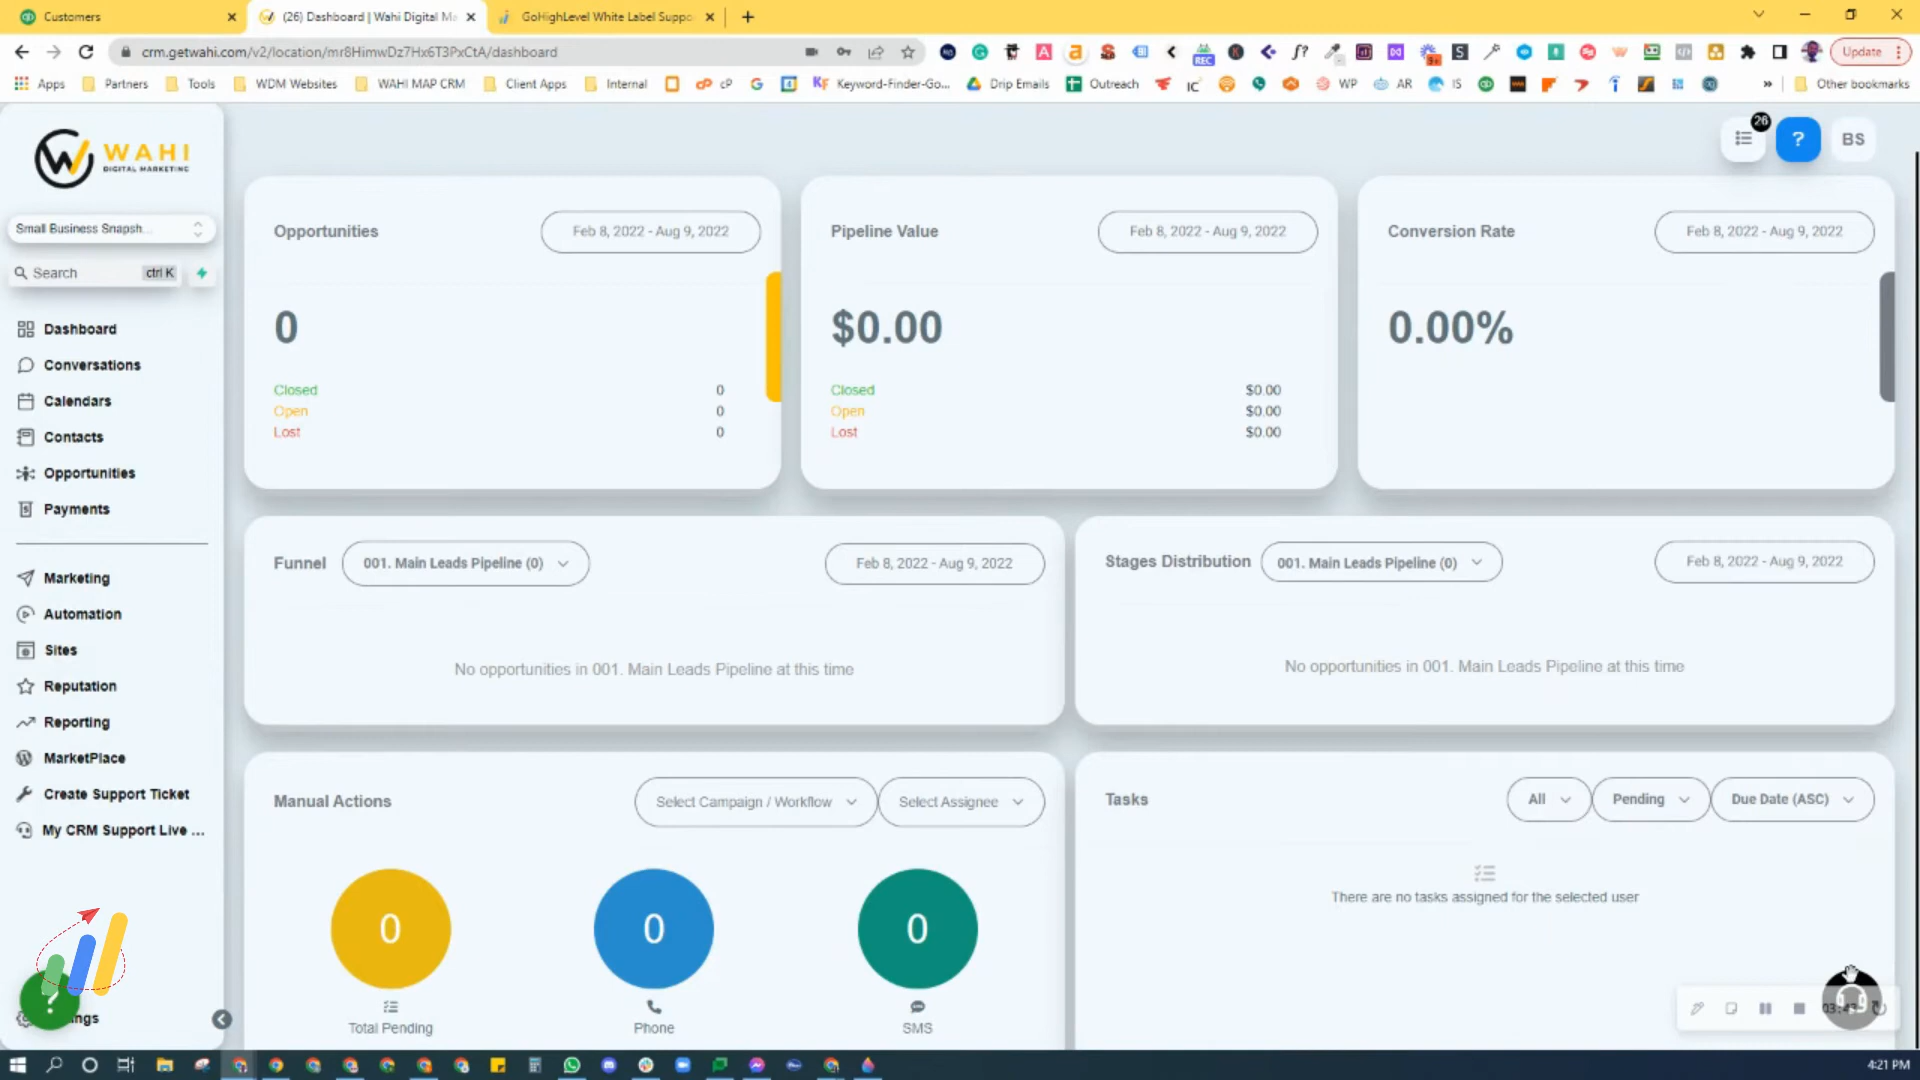 Customers
(26) Dashboard | Wahi Digital Ma
GoHighLevel White Label Suppo
crm.getwahi.com/v2/location/mr8HimwDz7Hx6T3PxCtA/dashboard
REC
9+
Update
Apps
Partners
Tools
WDM Websites
WAHI MAP CRM
Client Apps
Internal
cP
Keyword-Finder-Go...
Drip Emails
Outreach
WP
AR
IS
»
Other bookmarks
WAHI
DIGITAL MARKETING
26
?
BS
Small Business Snapsh...
Search
ctrl K
Dashboard
Conversations
Calendars
Contacts
Opportunities
Payments
Marketing
Automation
Sites
Reputation
Reporting
MarketPlace
Create Support Ticket
My CRM Support Live ...
ngs
Opportunities
Feb 8, 2022 - Aug 9, 2022
0
Closed 0
Open 0
Lost 0
Pipeline Value
Feb 8, 2022 - Aug 9, 2022
$0.00
Closed $0.00
Open $0.00
Lost $0.00
Conversion Rate
Feb 8, 2022 - Aug 9, 2022
0.00%
Funnel
001. Main Leads Pipeline (0)
Feb 8, 2022 - Aug 9, 2022
No opportunities in 001. Main Leads Pipeline at this time
Stages Distribution
001. Main Leads Pipeline (0)
Feb 8, 2022 - Aug 9, 2022
No opportunities in 001. Main Leads Pipeline at this time
Manual Actions
Select Campaign / Workflow
Select Assignee
0
Total Pending
0
Phone
0
SMS
Tasks
All
Pending
Due Date (ASC)
There are no tasks assigned for the selected user
4:21 PM